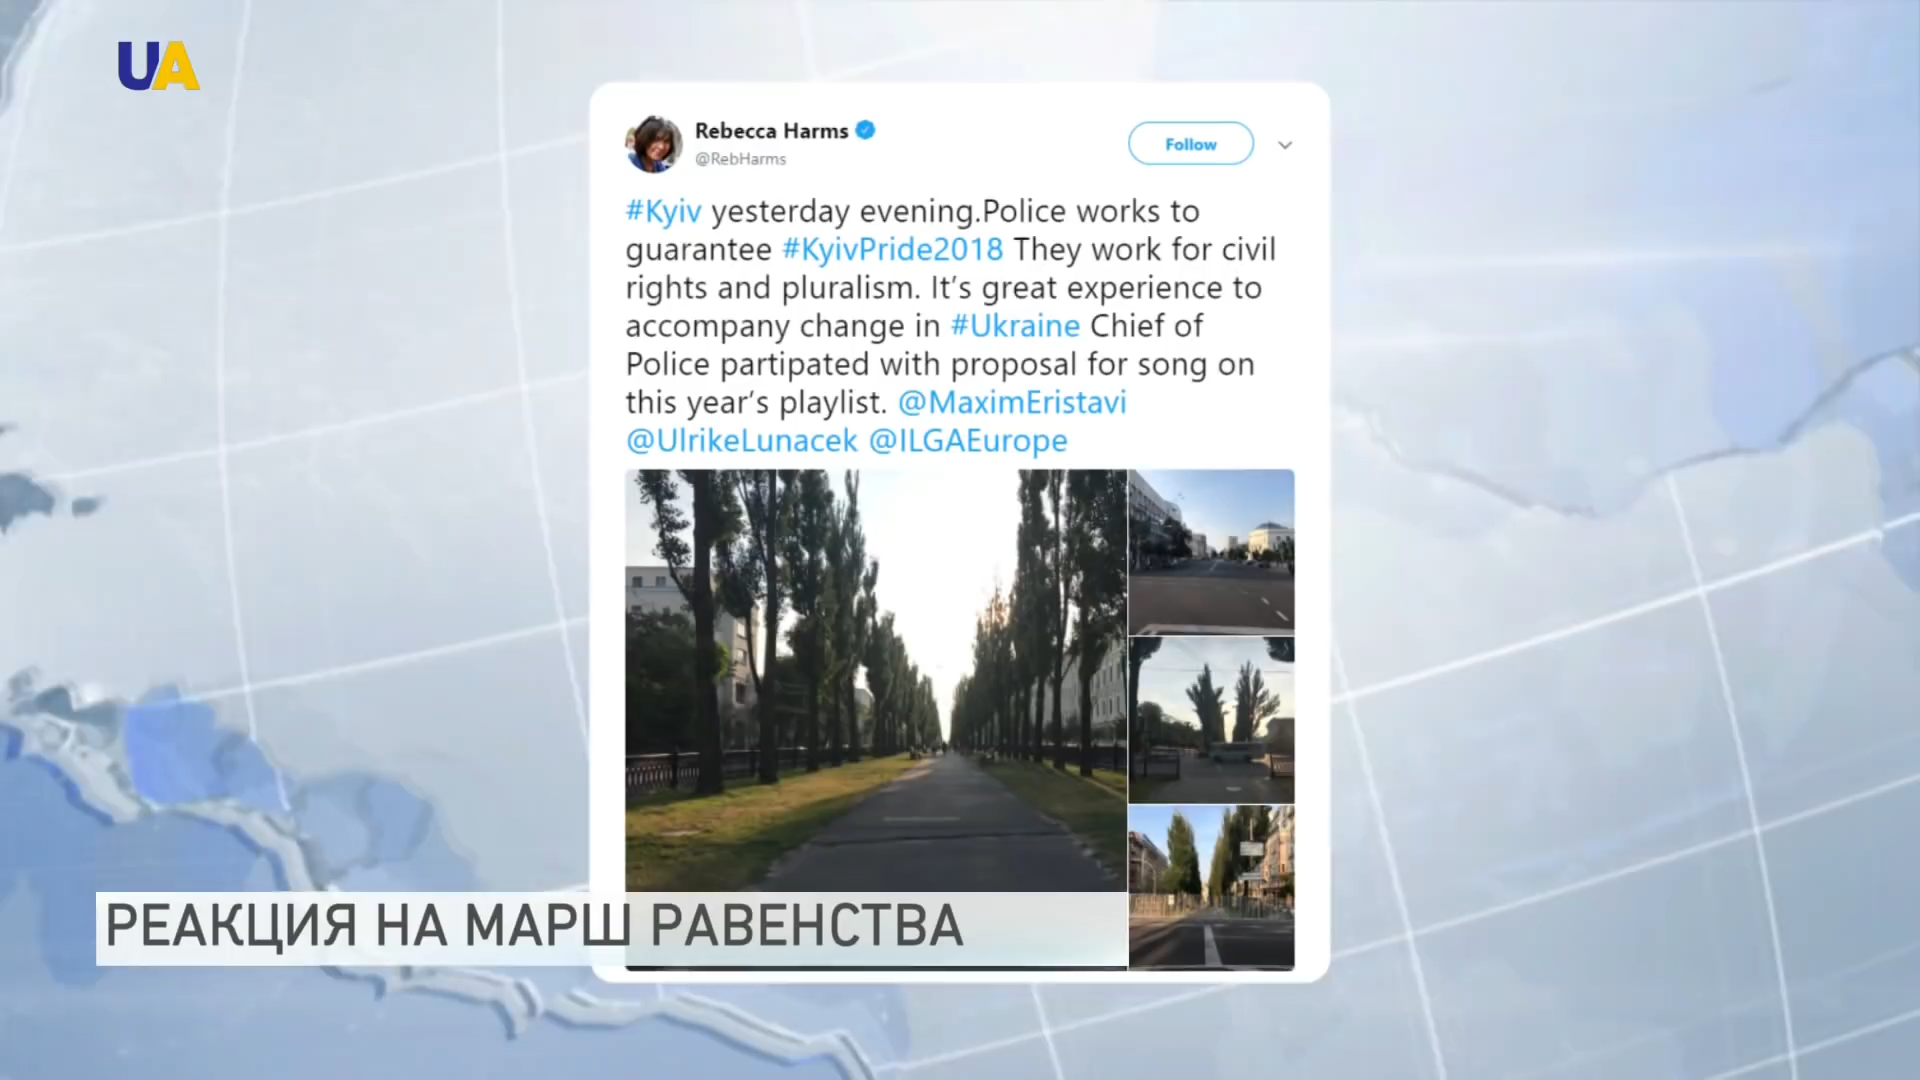 UA
Rebecca Harms
@RebHarms
Follow
#Kyiv yesterday evening.Police works to
guarantee #KyivPride2018 They work for civil
rights and pluralism. It’s great experience to
accompany change in #Ukraine Chief of
Police partipated with proposal for song on
this year’s playlist. @MaximEristavi
@UlrikeLunacek @ILGAEurope
РЕАКЦИЯ НА МАРШ РАВЕНСТВА